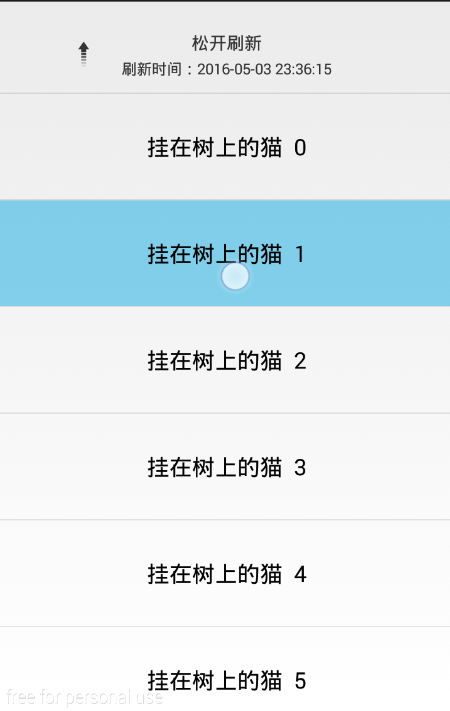 松开刷新
刷新时间：2016-05-03 23:36:15
挂在树上的猫 0
挂在树上的猫 1
挂在树上的猫 2
挂在树上的猫 3
挂在树上的猫 4
挂在树上的猫 5
free for personal use